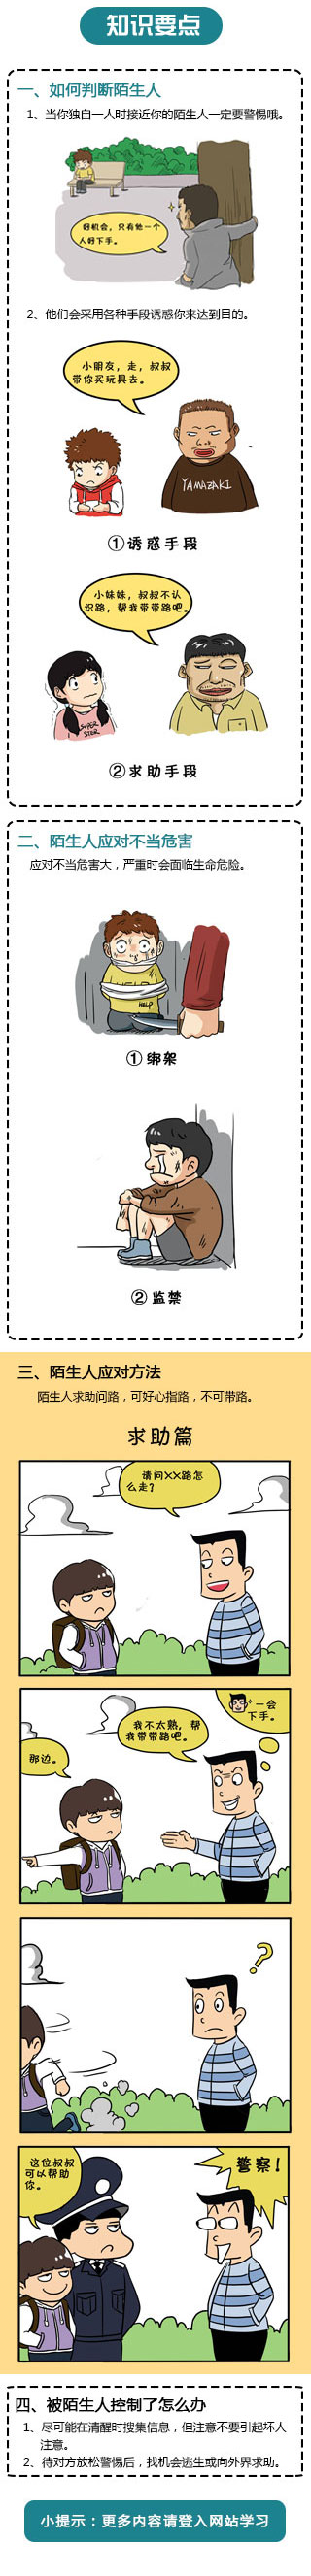 知识要点
一、如何判断陌生人
1、当你独自一人时接近你的陌生人一定要警惕哦。
好机会，只有他一个
人好下手。
2、他们会采用各种手段诱惑你来达到目的。
小朋友，走，叔叔
带你买玩具去。
YAMAZAKI
①诱惑手段
小妹妹，叔叔不认
识路，帮我带带路吧。
SUPER
STER
②求助手段
二、陌生人应对不当危害
应对不当危害大，严重时会面临生命危险。
HELP
①绑架
②监禁
三、陌生人应对方法
陌生人求助问路，可好心指路，不可带路。
求助篇
请问XX路怎
么走？
一会
下手。
我不太熟，帮
我带带路吧。
那边。
?
这位叔叔
可以帮助
你。
警察！
四、被陌生人控制了怎么办
1、尽可能在清醒时搜集信息，但注意不要引起坏人
注意。
2、待对方放松警惕后，找机会逃生或向外界求助。
小提示：更多内容请登入网站学习